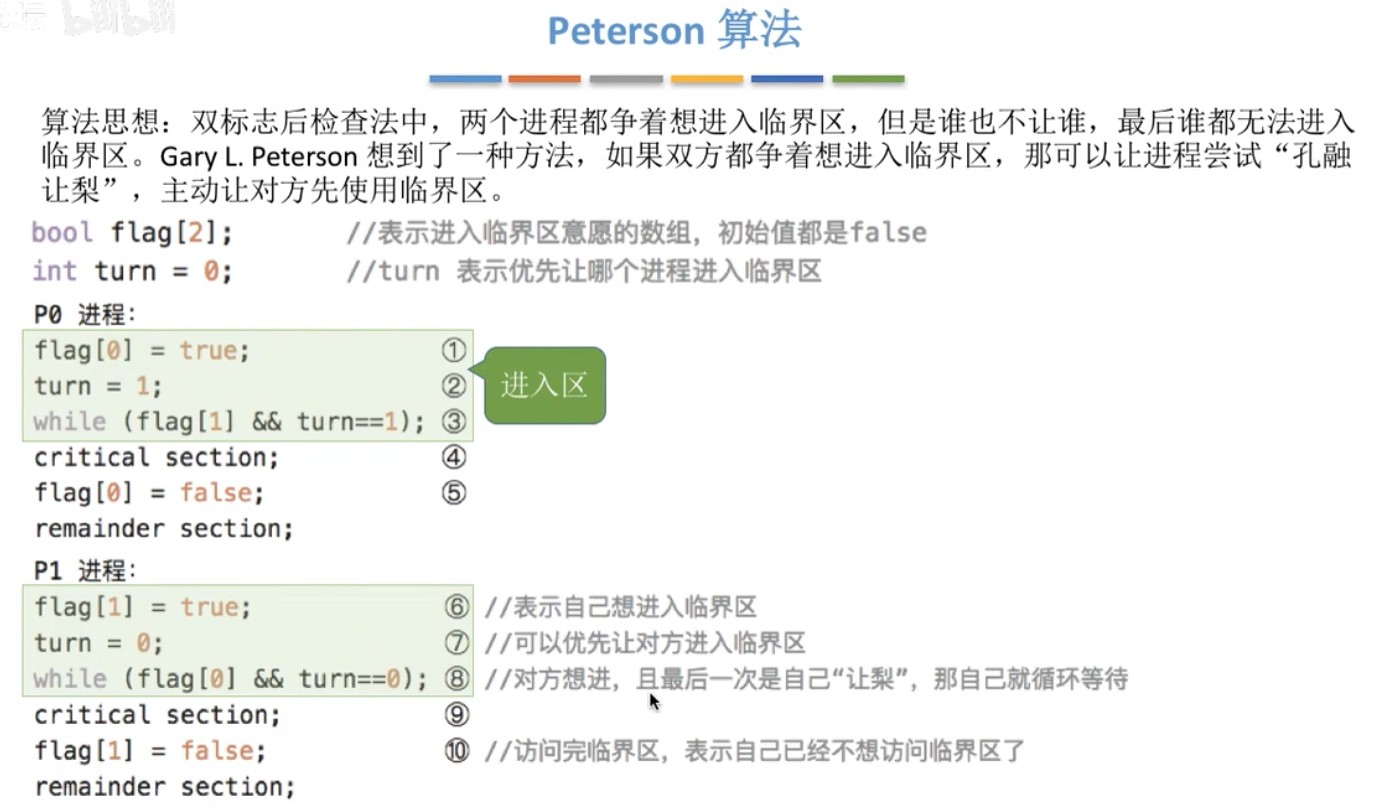 bilibili
Peterson 算法
算法思想：双标志后检查法中，两个进程都争着想进入临界区，但是谁也不让谁，最后谁都无法进入
临界区。Gary L. Peterson 想到了一种方法，如果双方都争着想进入临界区，那可以让进程尝试“孔融
让梨”，主动让对方先使用临界区。
bool flag[2]; //表示进入临界区意愿的数组，初始值都是false
int turn = 0; //turn 表示优先让哪个进程进入临界区
P0 进程：
flag[0] = true; ①
turn = 1; ②
while (flag[1] && turn==1); ③
进入区
critical section; ④
flag[0] = false; ⑤
remainder section;
P1 进程：
flag[1] = true; ⑥ //表示自己想进入临界区
turn = 0; ⑦ //可以优先让对方进入临界区
while (flag[0] && turn==0); ⑧ //对方想进，且最后一次是自己“让梨”，那自己就循环等待
critical section; ⑨
flag[1] = false; ⑩ //访问完临界区，表示自己已经不想访问临界区了
remainder section;